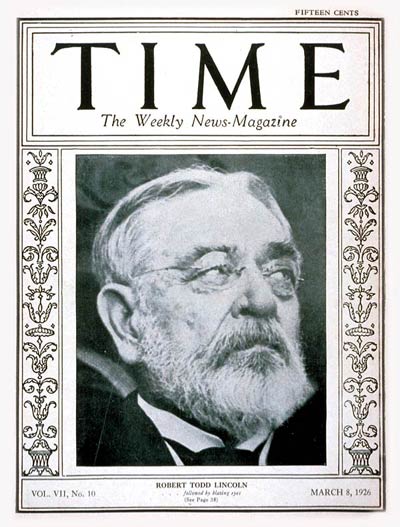 FIFTEEN CENTS
TIME
The Weekly News-Magazine
ROBERT TODD LINCOLN
. . . followed by blazing eyes
(See Page 38)
VOL. VII, No. 10
MARCH 8, 1926